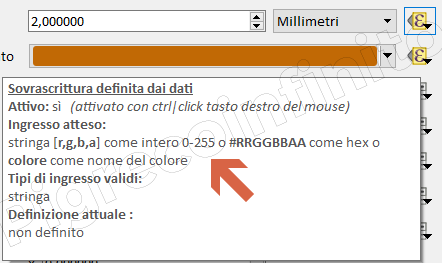 2,000000
Millimetri
to
Sovrascrittura definita dai dati
Attivo: sì (attivato con ctrl|click tasto destro del mouse)
Ingresso atteso:
stringa [r,g,b,a] come intero 0-255 o #RRGGBBAA come hex o
colore come nome del colore
Tipi di ingresso validi:
stringa
Definizione attuale :
non definito
pigrecoinfinito